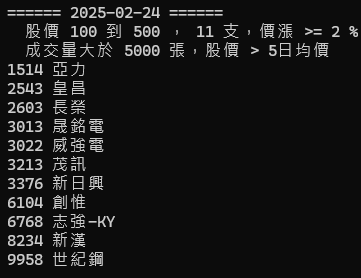 ====== 2025-02-24 ======
股價 100 到 500 , 11 支,價漲 >= 2 %
成交量大於 5000 張,股價 > 5日均價
1514 亞力
2543 皇昌
2603 長榮
3013 晟銘電
3022 威強電
3213 茂訊
3376 新日興
6104 創惟
6768 志強-KY
8234 新漢
9958 世紀鋼